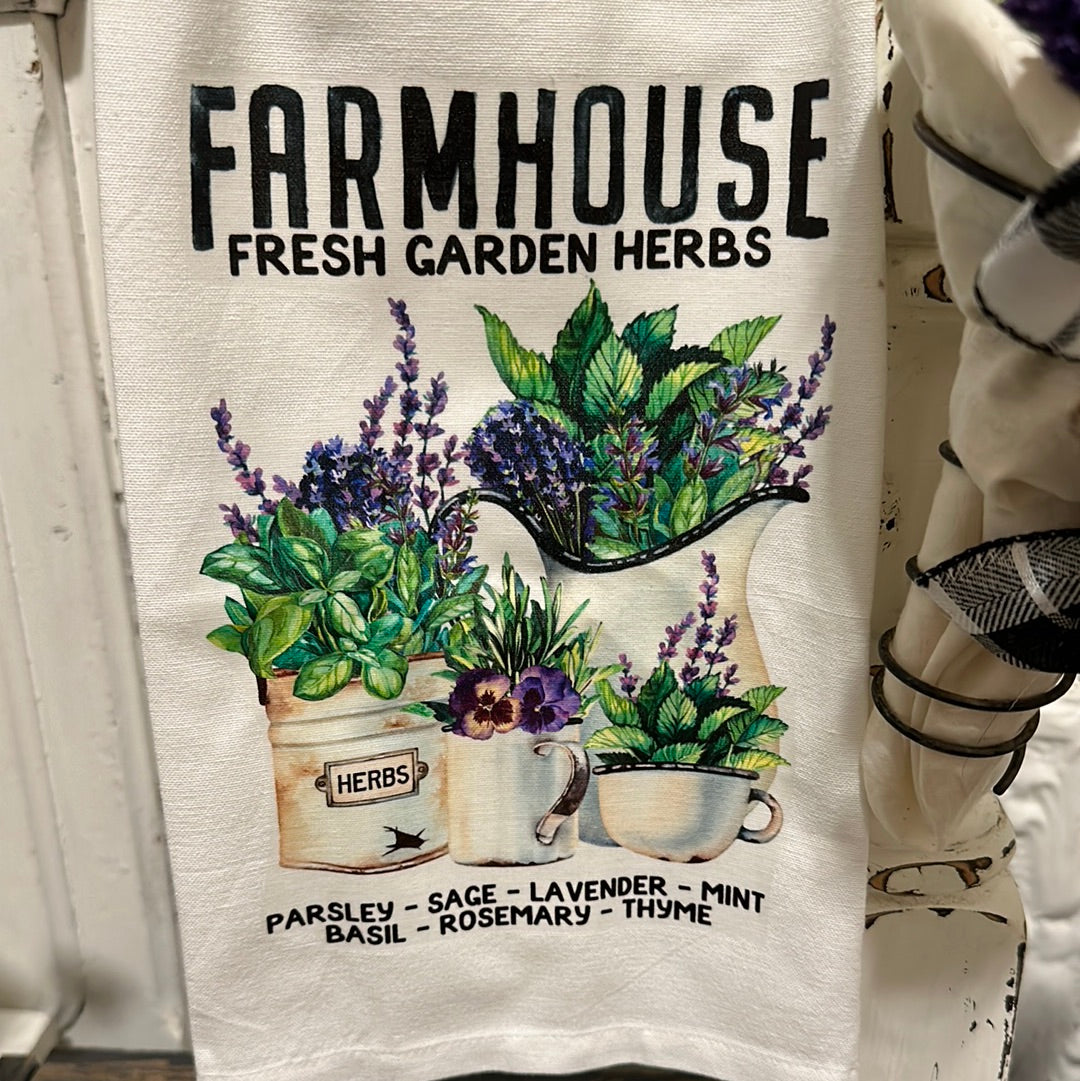 FARMHOUSE
FRESH GARDEN HERBS
HERBS
PARSLEY - SAGE - LAVENDER - MINT
BASIL - ROSEMARY - THYME